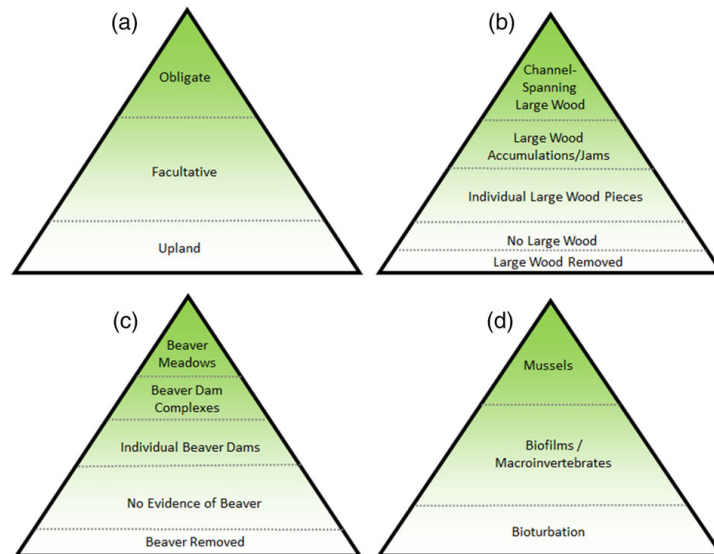 (a)
Obligate
Facultative
Upland
(b)
Channel-
Spanning
Large Wood
Large Wood
Accumulations/Jams
Individual Large Wood Pieces
No Large Wood
Large Wood Removed
(c)
Beaver
Meadows
Beaver Dam
Complexes
Individual Beaver Dams
No Evidence of Beaver
Beaver Removed
(d)
Mussels
Biofilms /
Macroinvertebrates
Bioturbation